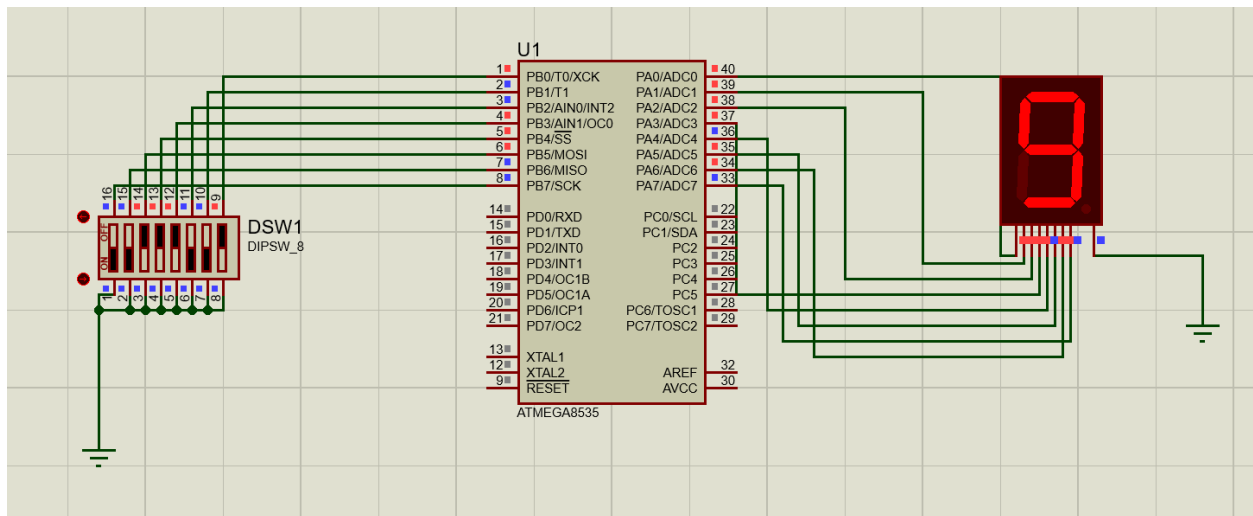 U1
1 PB0/T0/XCK PA0/ADC0 40
2 PB1/T1 PA1/ADC1 39
3 PB2/AIN0/INT2 PA2/ADC2 38
4 PB3/AIN1/OC0 PA3/ADC3 37
5 PB4/SS PA4/ADC4 36
6 PB5/MOSI PA5/ADC5 35
7 PB6/MISO PA6/ADC6 34
8 PB7/SCK PA7/ADC7 33
14 PD0/RXD PC0/SCL 22
15 PD1/TXD PC1/SDA 23
16 PD2/INT0 PC2 24
17 PD3/INT1 PC3 25
18 PD4/OC1B PC4 26
19 PD5/OC1A PC5 27
20 PD6/ICP1 PC6/TOSC1 28
21 PD7/OC2 PC7/TOSC2 29
13 XTAL1
12 XTAL2 AREF 32
9 RESET AVCC 30
ATMEGA8535
16 15 14 13 12 11 10 9
OFF
ON
1 2 3 4 5 6 7 8
DSW1
DIPSW_8
9